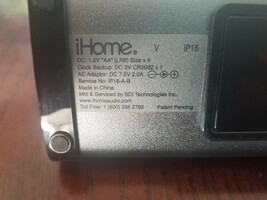 iHome. V IP16
DC: 1.5V "AA" (LR6) Size x 4
Clock Backup: DC 3V CR2032 x 1
AC Adaptor: DC 7.5V 2.0A
Service No: IP16-A-B
Made in China
Mfd & Serviced by SDI Technologies Inc.
www.ihomeaudio.com
Toll Free: 1 (800) 288 2792 Patent Pending